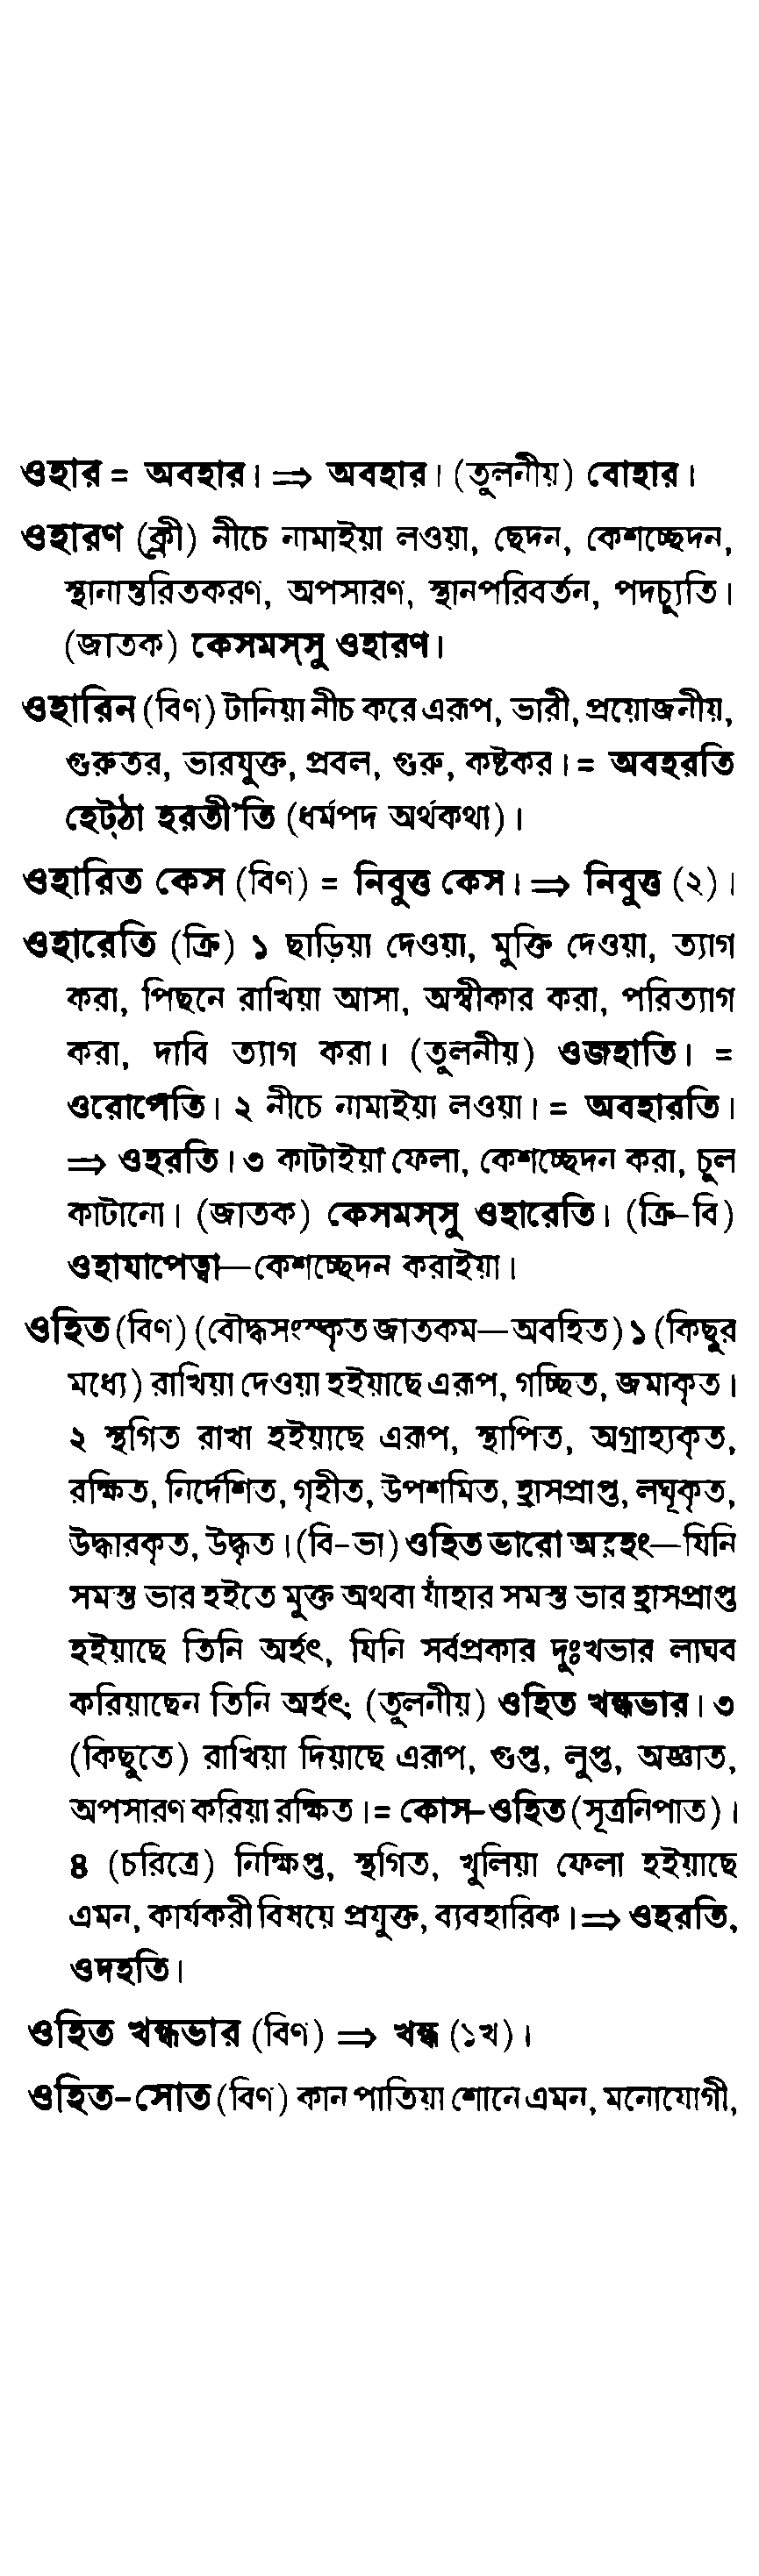 ওহার = অবহার। ⇒ অবহার। (তুলনীয়) বোহার।
ওহারণ (ক্লী) নীচে নামাইয়া লওয়া, ছেদন, কেশচ্ছেদন,
স্থানান্তরিতকরণ, অপসারণ, স্থানপরিবর্তন, পদচ্যুতি।
(জাতক) কেসমস্সু ওহারণ।
ওহারিন (বিণ) টানিয়া নীচ করে এরূপ, ভারী, প্রয়োজনীয়,
গুরুতর, ভারযুক্ত, প্রবল, গুরু, কষ্টকর। = অবহরতি
হেট্ঠা হরতী'তি (ধর্মপদ অর্থকথা)।
ওহারিত কেস (বিণ) = নিবুত্ত কেস। ⇒ নিবুত্ত (২)।
ওহারেতি (ক্রি) ১ ছাড়িয়া দেওয়া, মুক্তি দেওয়া, ত্যাগ
করা, পিছনে রাখিয়া আসা, অস্বীকার করা, পরিত্যাগ
করা, দাবি ত্যাগ করা। (তুলনীয়) ওজহাতি। =
ওরোপেতি। ২ নীচে নামাইয়া লওয়া। = অবহারতি।
⇒ ওহরতি। ৩ কাটাইয়া ফেলা, কেশচ্ছেদন করা, চুল
কাটানো। (জাতক) কেসমস্সু ওহারেতি। (ক্রি-বি)
ওহাযাপেত্বা—কেশচ্ছেদন করাইয়া।
ওহিত (বিণ) (বৌদ্ধসংস্কৃত জাতকম—অবহিত) ১ (কিছুর
মধ্যে) রাখিয়া দেওয়া হইয়াছে এরূপ, গচ্ছিত, জমাকৃত।
২ স্থগিত রাখা হইয়াছে এরূপ, স্থাপিত, অগ্রাহ্যকৃত,
রক্ষিত, নির্দেশিত, গৃহীত, উপশমিত, হ্রাসপ্রাপ্ত, লঘূকৃত,
উদ্ধারকৃত, উদ্ধৃত। (বি-ভা) ওহিত ভারো অরহং—যিনি
সমস্ত ভার হইতে মুক্ত অথবা যাঁহার সমস্ত ভার হ্রাসপ্রাপ্ত
হইয়াছে তিনি অর্হৎ, যিনি সর্বপ্রকার দুঃখভার লাঘব
করিয়াছেন তিনি অর্হৎ; (তুলনীয়) ওহিত খন্ধভার। ৩
(কিছুতে) রাখিয়া দিয়াছে এরূপ, গুপ্ত, লুপ্ত, অজ্ঞাত,
অপসারণ করিয়া রক্ষিত। = কোস-ওহিত (সূত্রনিপাত)।
৪ (চরিত্রে) নিক্ষিপ্ত, স্থগিত, খুলিয়া ফেলা হইয়াছে
এমন, কার্যকরী বিষয়ে প্রযুক্ত, ব্যবহারিক। ⇒ ওহরতি,
ওদহতি।
ওহিত খন্ধভার (বিণ) ⇒ খন্ধ (১খ)।
ওহিত-সোত (বিণ) কান পাতিয়া শোনে এমন, মনোযোগী,